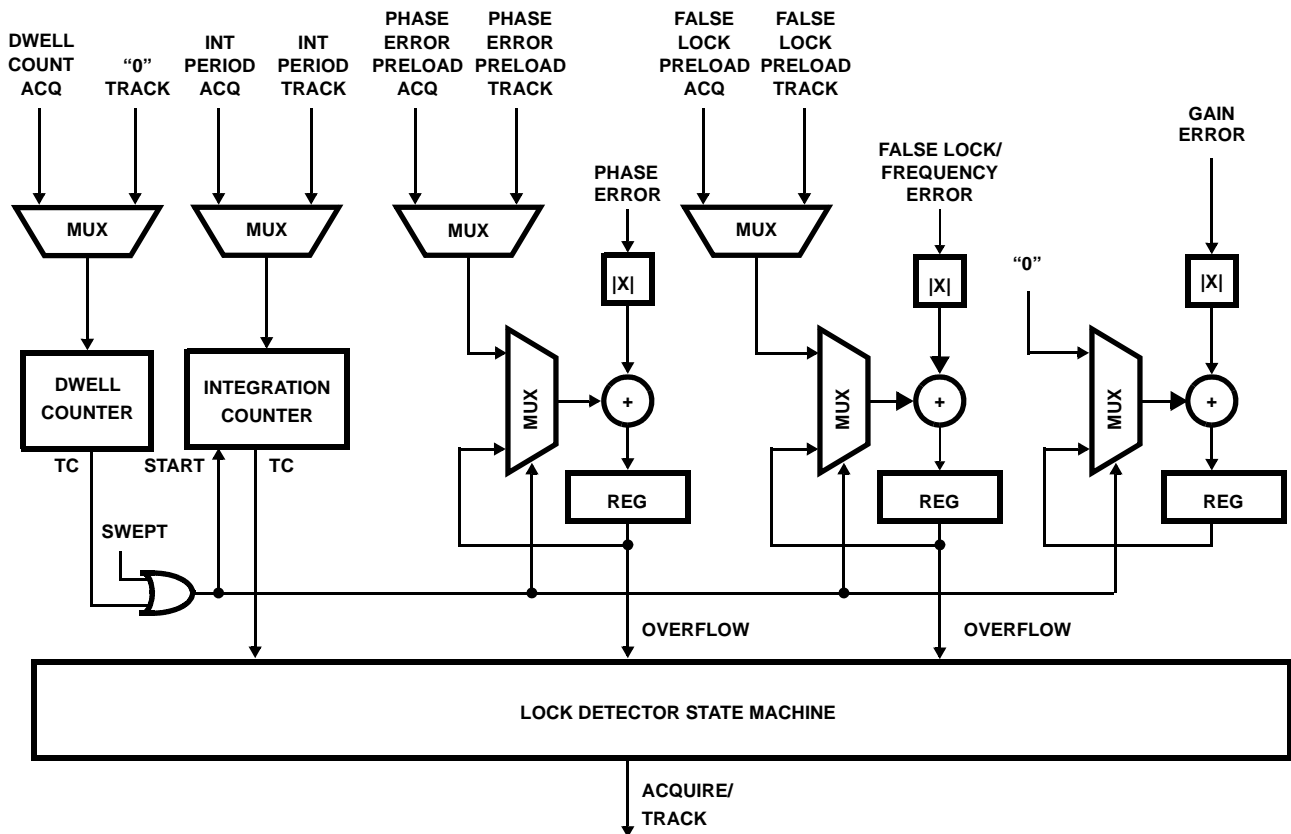 DWELL
COUNT
ACQ
“0”
TRACK
INT
PERIOD
ACQ
INT
PERIOD
TRACK
PHASE
ERROR
PRELOAD
ACQ
PHASE
ERROR
PRELOAD
TRACK
FALSE
LOCK
PRELOAD
ACQ
FALSE
LOCK
PRELOAD
TRACK
PHASE
ERROR
FALSE LOCK/
FREQUENCY
ERROR
GAIN
ERROR
MUX
MUX
MUX
MUX
|X|
|X|
“0”
|X|
DWELL
COUNTER
INTEGRATION
COUNTER
MUX
+
MUX
+
MUX
+
TC
START
TC
REG
REG
REG
SWEPT
OVERFLOW
OVERFLOW
LOCK DETECTOR STATE MACHINE
ACQUIRE/
TRACK